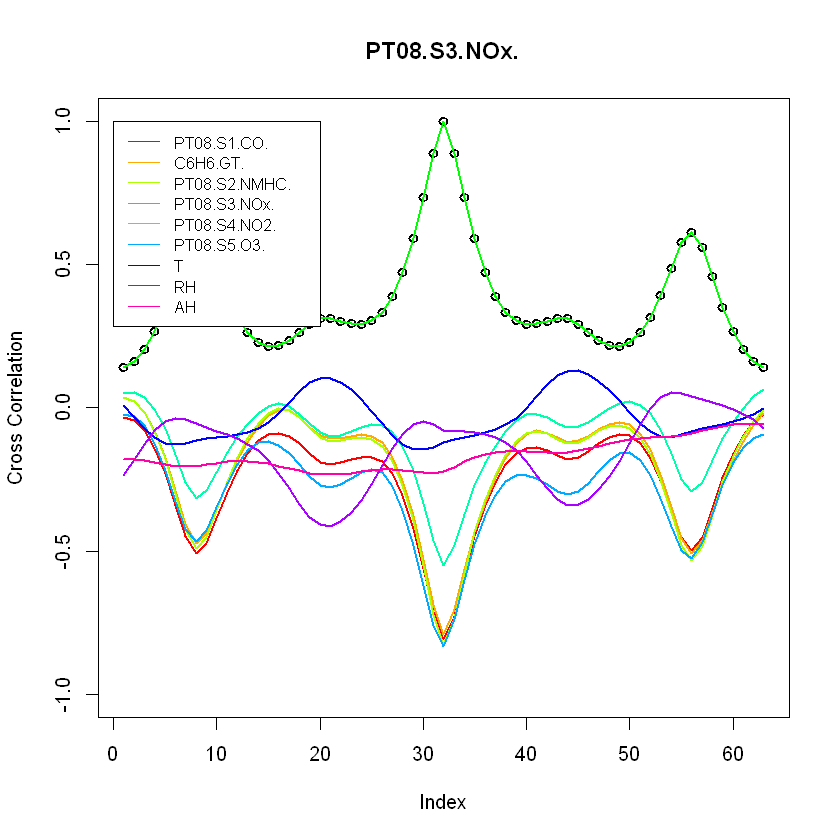 PT08.S3.NOx.
PT08.S1.CO.
C6H6.GT.
PT08.S2.NMHC.
PT08.S3.NOx.
PT08.S4.NO2.
PT08.S5.O3.
T
RH
AH
Cross Correlation
1.0
0.5
0.0
-0.5
-1.0
0 10 20 30 40 50 60
Index